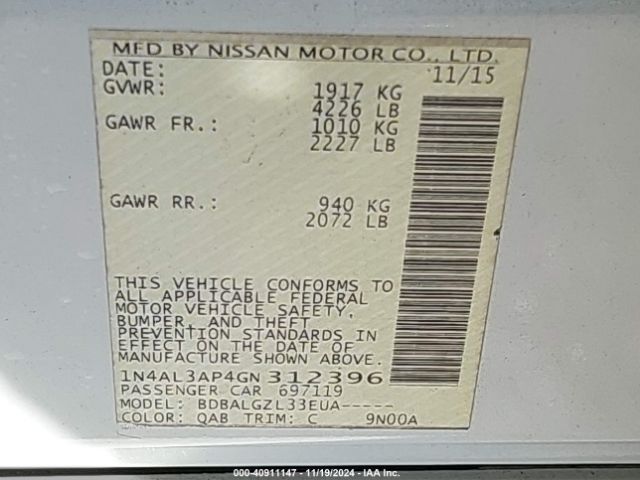 MFD BY NISSAN MOTOR CO., LTD.
DATE: 11/15
GVWR: 1917 KG
4226 LB
GAWR FR.: 1010 KG
2227 LB
GAWR RR.: 940 KG
2072 LB
THIS VEHICLE CONFORMS TO
ALL APPLICABLE FEDERAL
MOTOR VEHICLE SAFETY,
BUMPER, AND THEFT
PREVENTION STANDARDS IN
EFFECT ON THE DATE OF
MANUFACTURE SHOWN ABOVE.
1N4AL3AP4GN312396
PASSENGER CAR 697119
MODEL: BDBALGZL33EUA-----
COLOR: QAB TRIM: C 9N00A
000-40911147 - 11/19/2024 - IAA Inc.